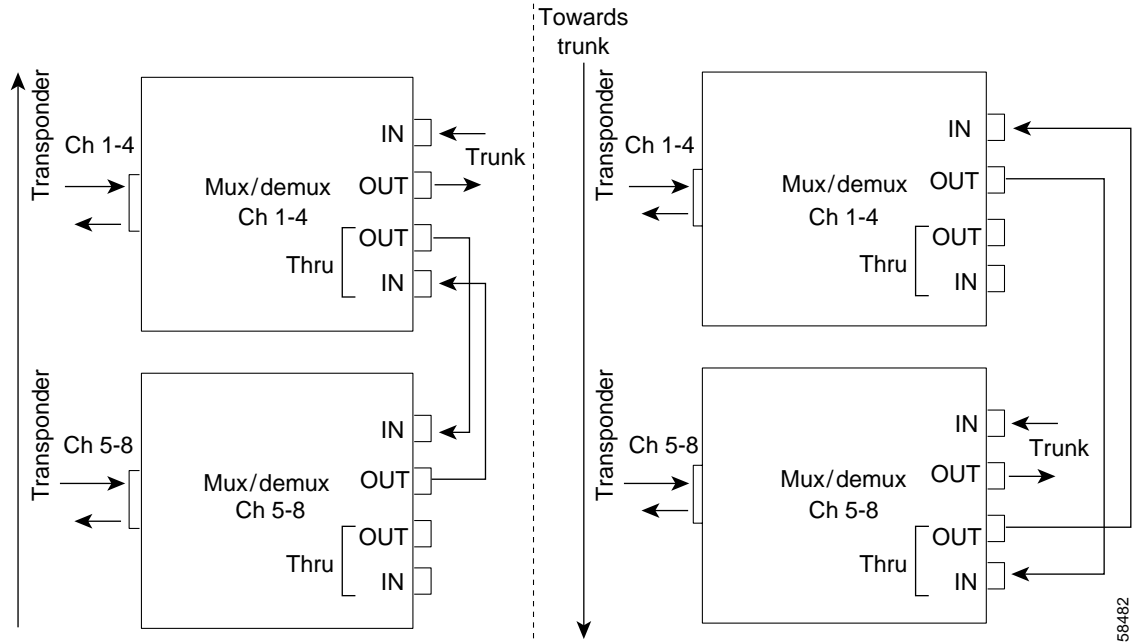 Transponder
Ch 1-4
Mux/demux
Ch 1-4
IN
Trunk
OUT
OUT
Thru
IN
Transponder
Ch 5-8
Mux/demux
Ch 5-8
IN
OUT
OUT
Thru
IN
Towards
trunk
Transponder
Ch 1-4
Mux/demux
Ch 1-4
IN
OUT
OUT
Thru
IN
Transponder
Ch 5-8
Mux/demux
Ch 5-8
IN
Trunk
OUT
OUT
Thru
IN
58482